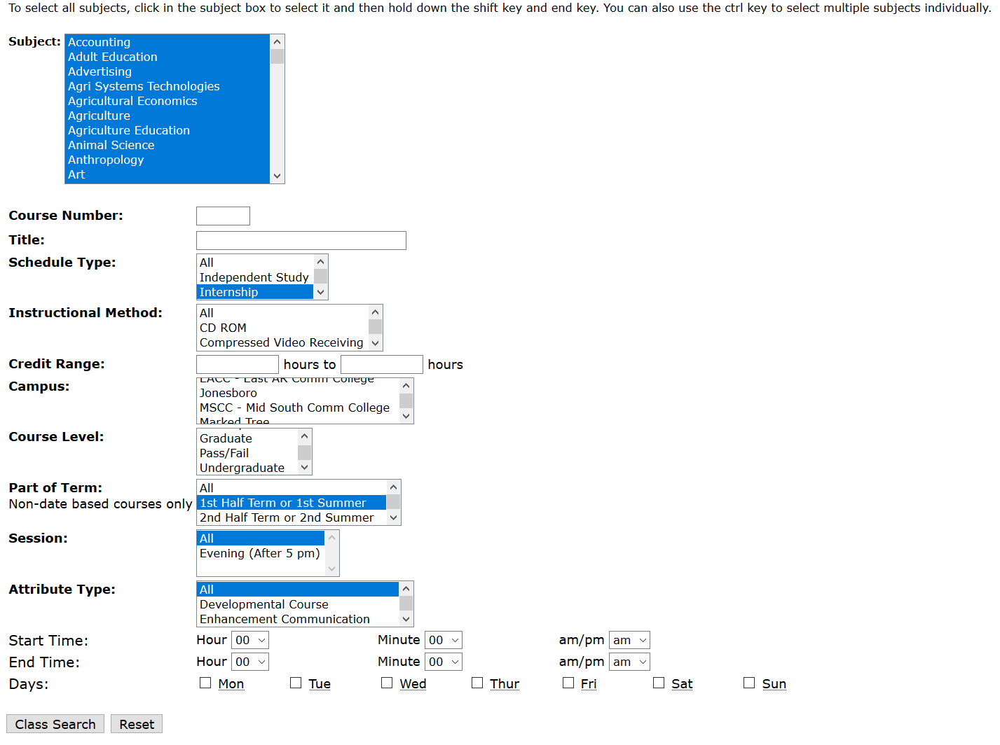 To select all subjects, click in the subject box to select it and then hold down the shift key and end key. You can also use the ctrl key to select multiple subjects individually.
Subject:
Accounting
Adult Education
Advertising
Agri Systems Technologies
Agricultural Economics
Agriculture
Agriculture Education
Animal Science
Anthropology
Art
Course Number:
Title:
Schedule Type:
All
Independent Study
Internship
Instructional Method:
All
CD ROM
Compressed Video Receiving
Credit Range: hours to hours
Campus:
EACC - East AR Comm College
Jonesboro
MSCC - Mid South Comm College
Marked Tree
Course Level:
Graduate
Pass/Fail
Undergraduate
Part of Term:
Non-date based courses only
All
1st Half Term or 1st Summer
2nd Half Term or 2nd Summer
Session:
All
Evening (After 5 pm)
Attribute Type:
All
Developmental Course
Enhancement Communication
Start Time: Hour 00 Minute 00 am/pm am
End Time: Hour 00 Minute 00 am/pm am
Days: Mon Tue Wed Thur Fri Sat Sun
Class Search Reset